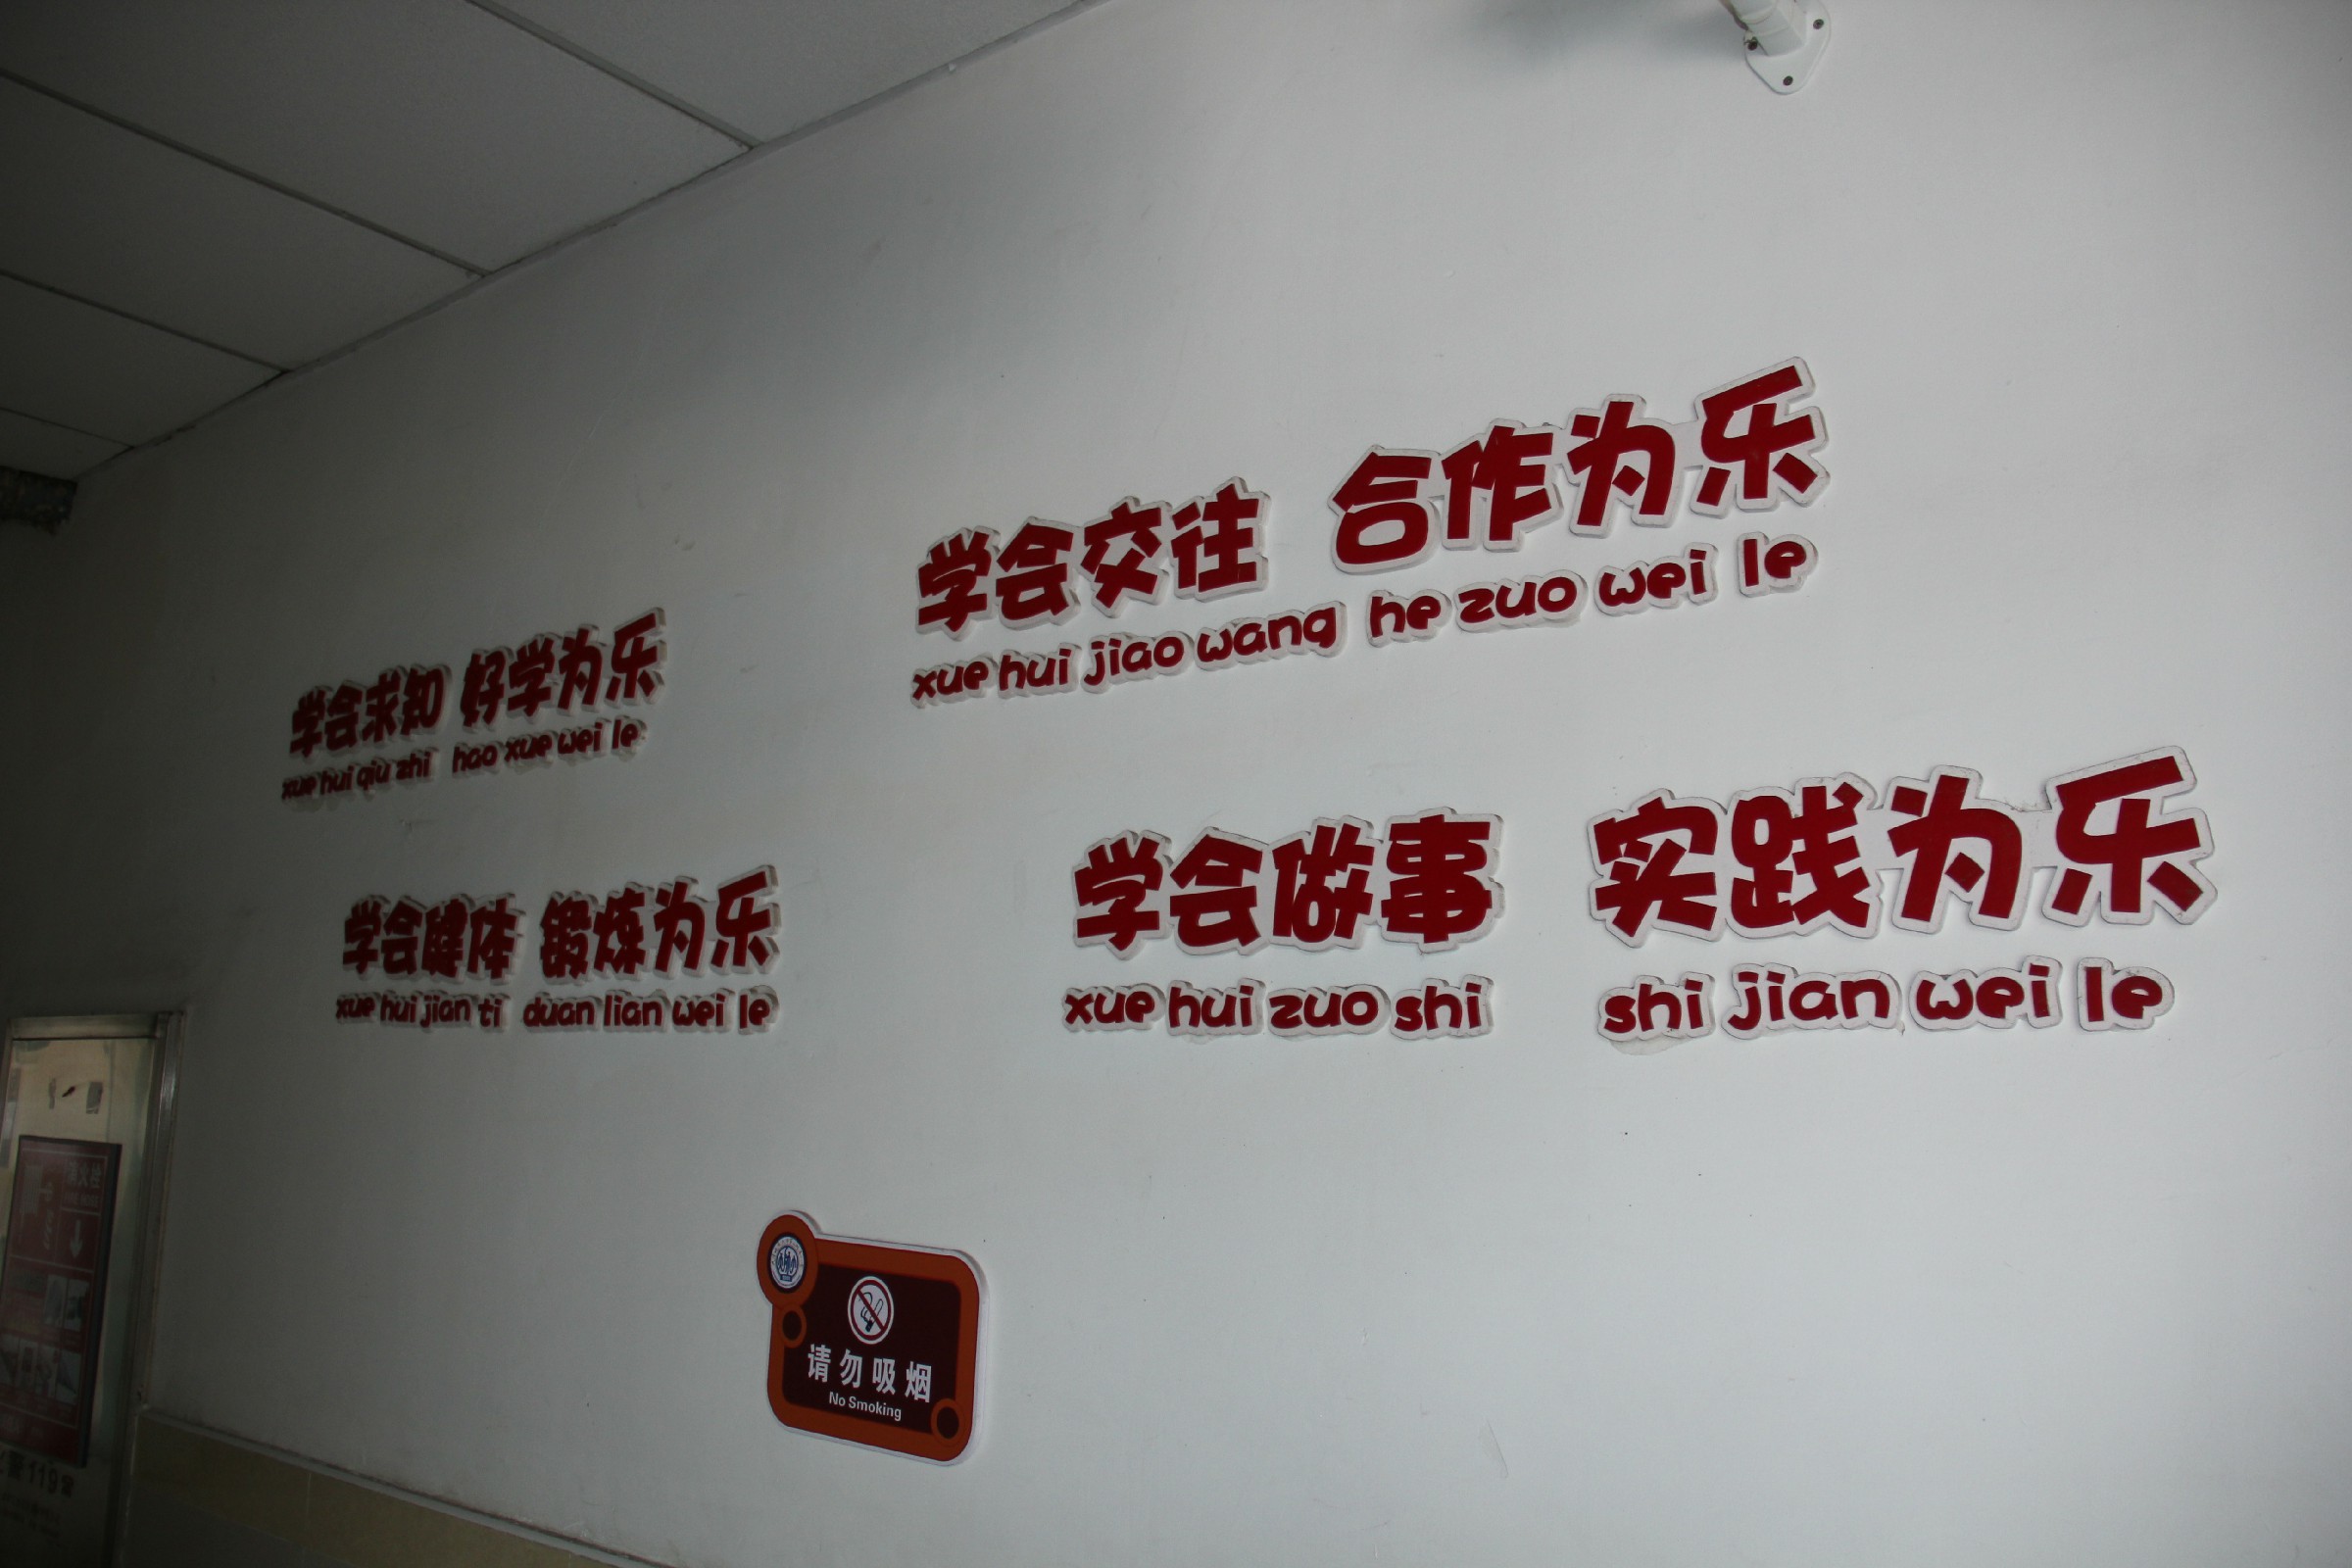 学会求知 好学为乐
xue hui qiu zhi hao xue wei le
学会交往 合作为乐
xue hui jiao wang he zuo wei le
学会健体 锻炼为乐
xue hui jian ti duan lian wei le
学会做事 实践为乐
xue hui zuo shi shi jian wei le
请勿吸烟
No Smoking
119